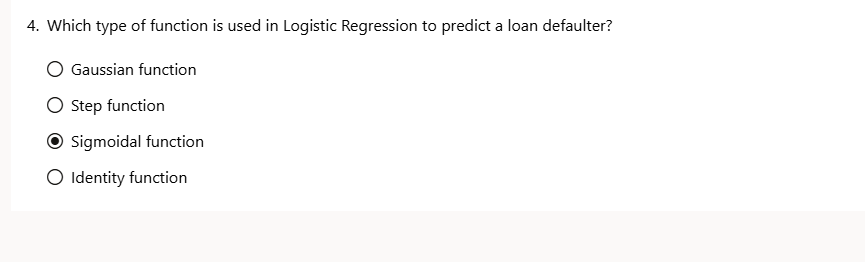 4. Which type of function is used in Logistic Regression to predict a loan defaulter?
Gaussian function
Step function
Sigmoidal function
Identity function